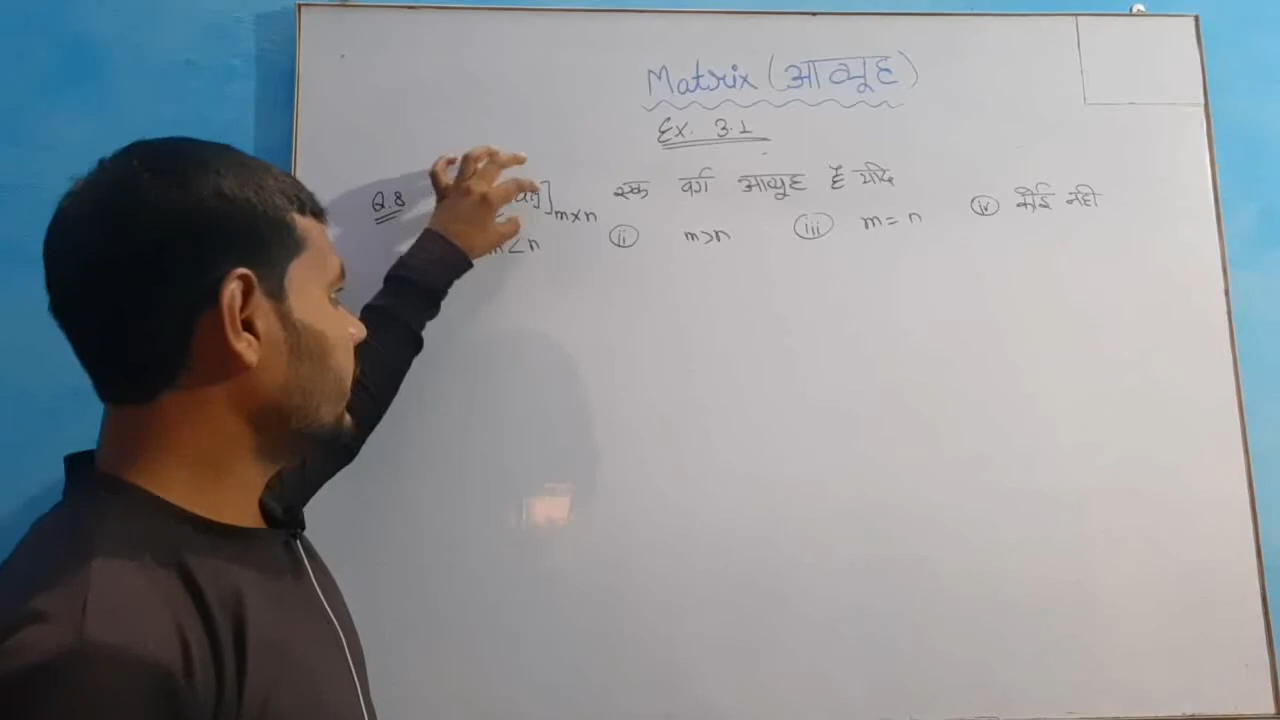 Matrix (आव्यूह)
Ex. 3.1
Q.8 aij]m×n एक वर्ग आव्यूह है यदि
m<n (ii) m>n (iii) m=n (iv) कोई नही